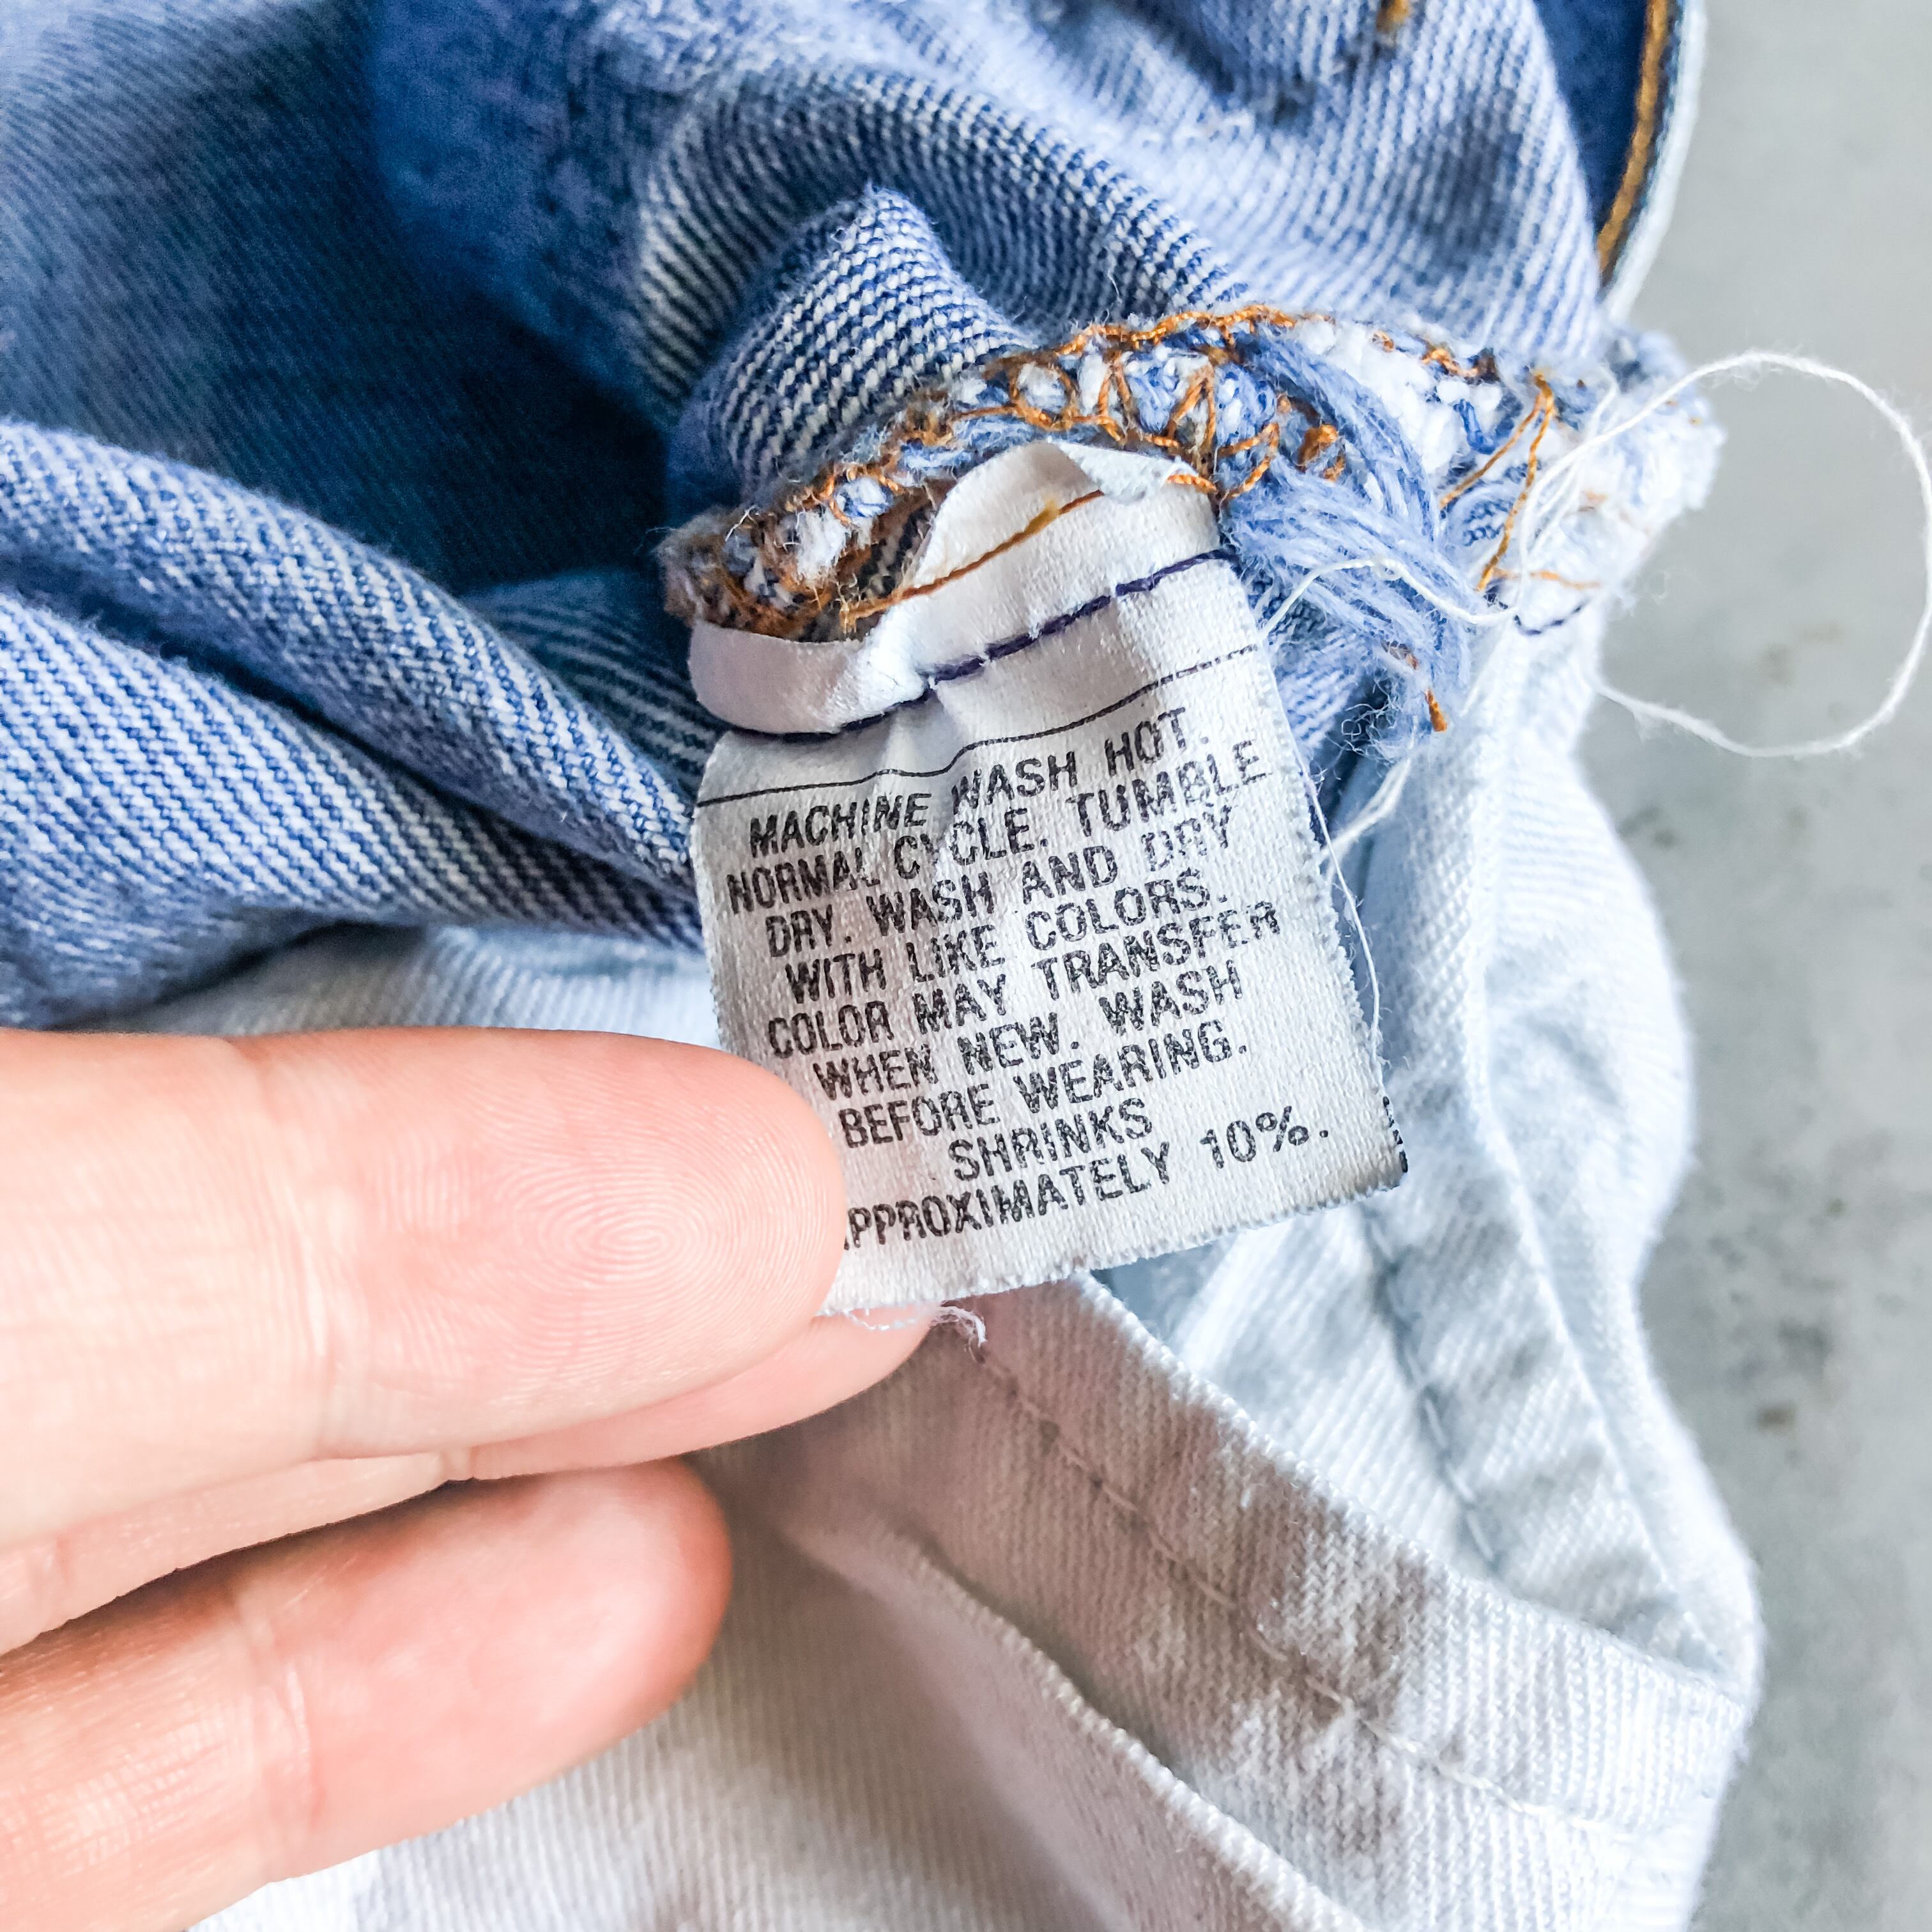 MACHINE WASH HOT.
NORMAL CYCLE. TUMBLE
DRY. WASH AND DRY
WITH LIKE COLORS.
COLOR MAY TRANSFER
WHEN NEW. WASH
BEFORE WEARING.
SHRINKS
APPROXIMATELY 10%.